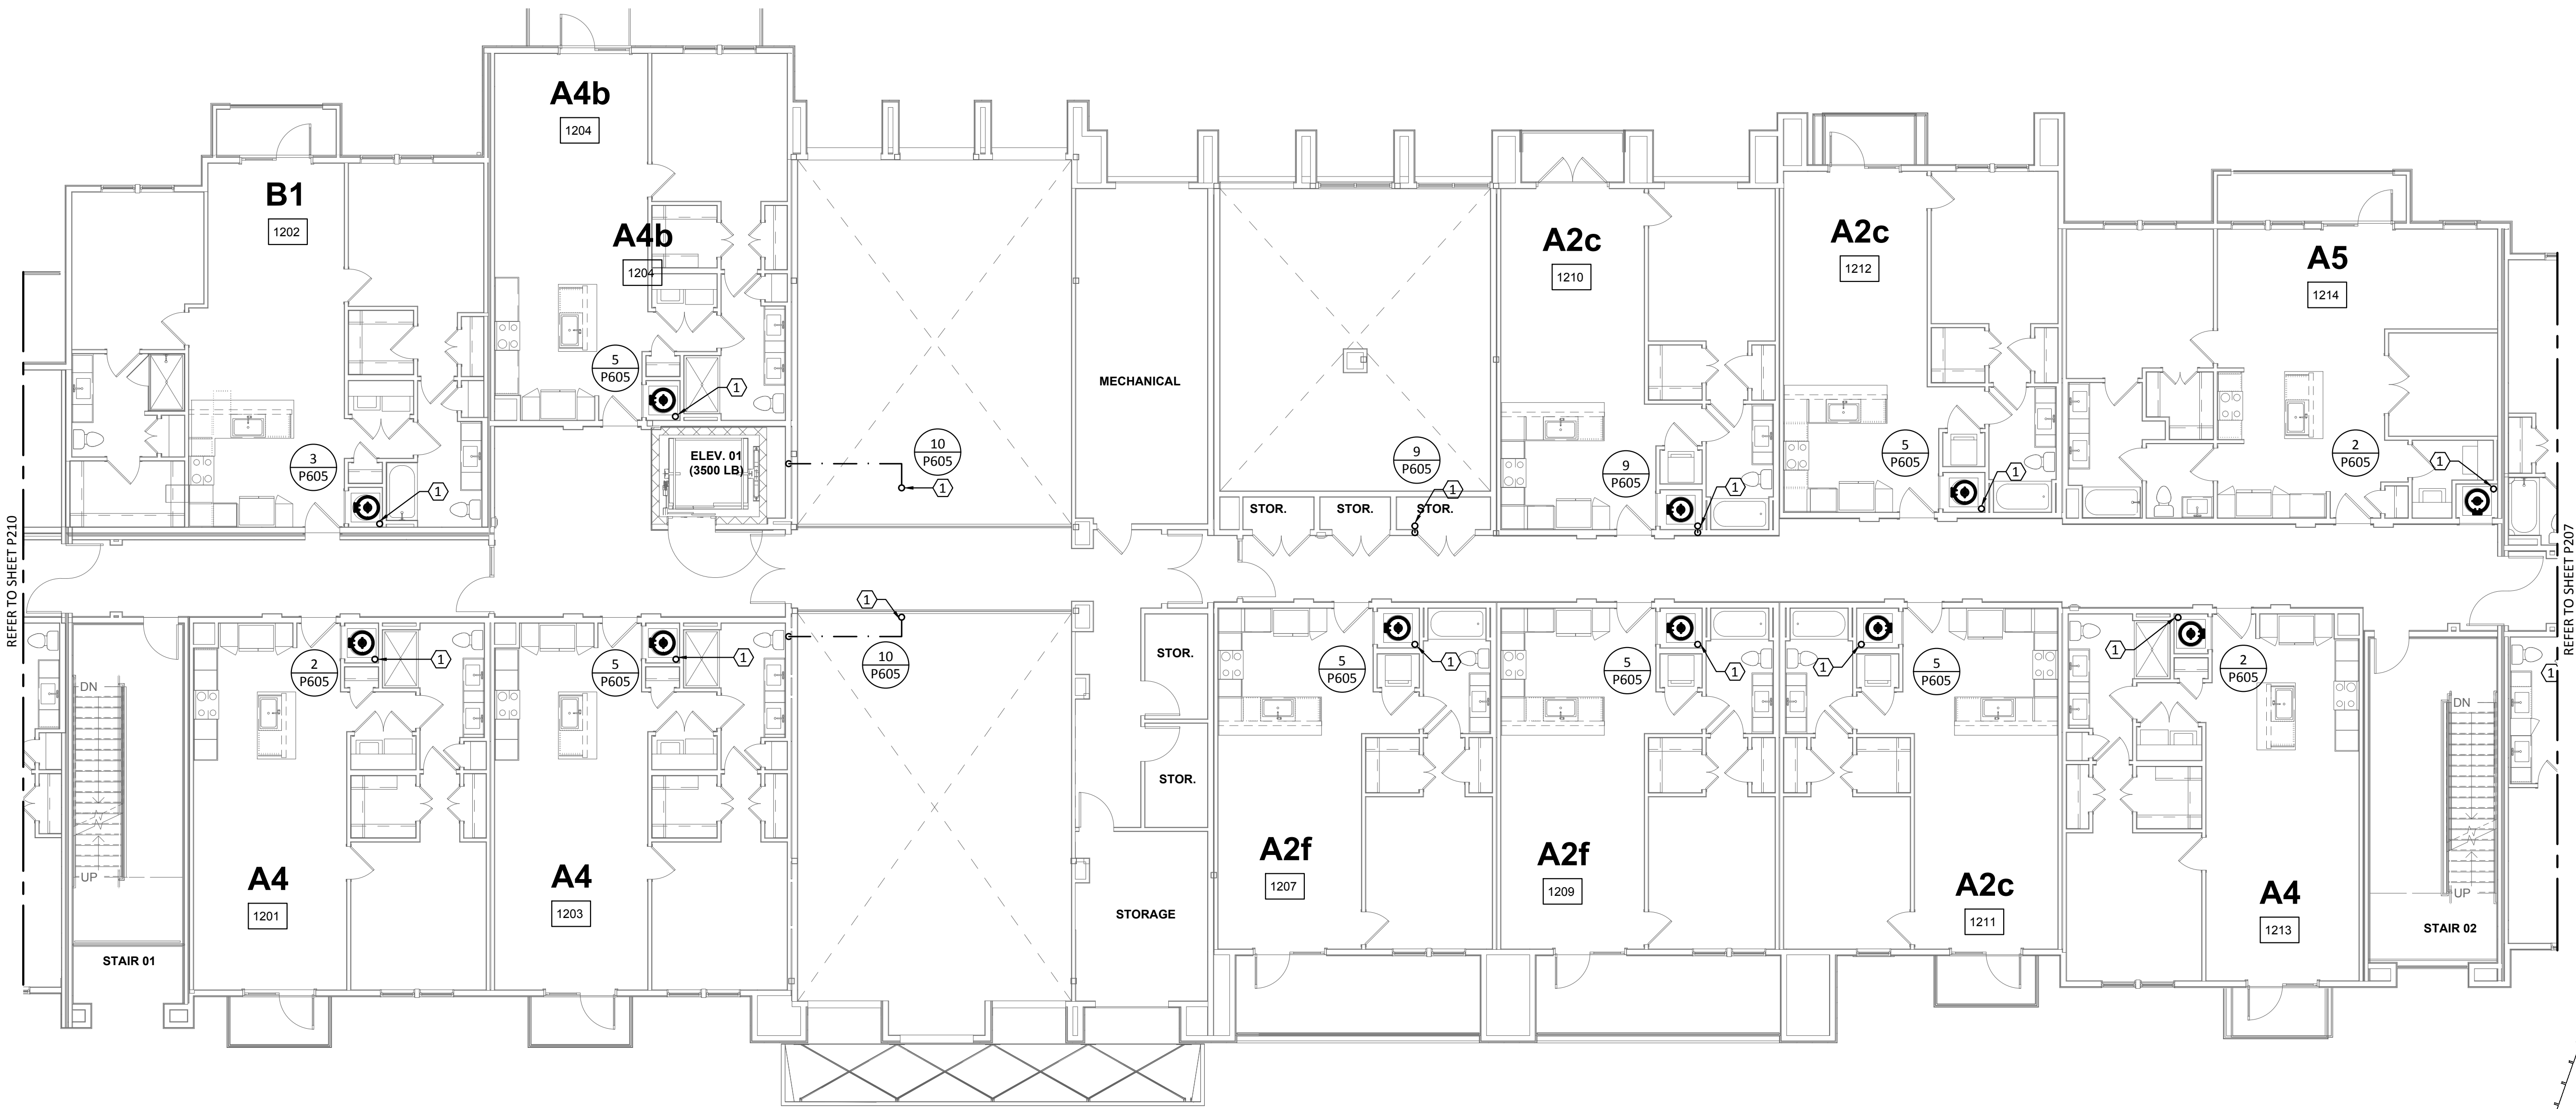 A4b
1204
B1
1202
A4b
1204
A2c
1210
A2c
1212
A5
1214
MECHANICAL
5
P605
1
3
P605
1
ELEV. 01
(3500 LB)
10
P605
1
9
P605
1
STOR.
STOR.
STOR.
9
P605
1
5
P605
1
2
P605
1
REFER TO SHEET P210
REFER TO SHEET P207
1
10
P605
2
P605
1
5
P605
1
STOR.
STOR.
5
P605
1
5
P605
1
1
5
P605
1
2
P605
1
DN
UP
DN
UP
A4
1201
A4
1203
STORAGE
A2f
1207
A2f
1209
A2c
1211
A4
1213
STAIR 01
STAIR 02